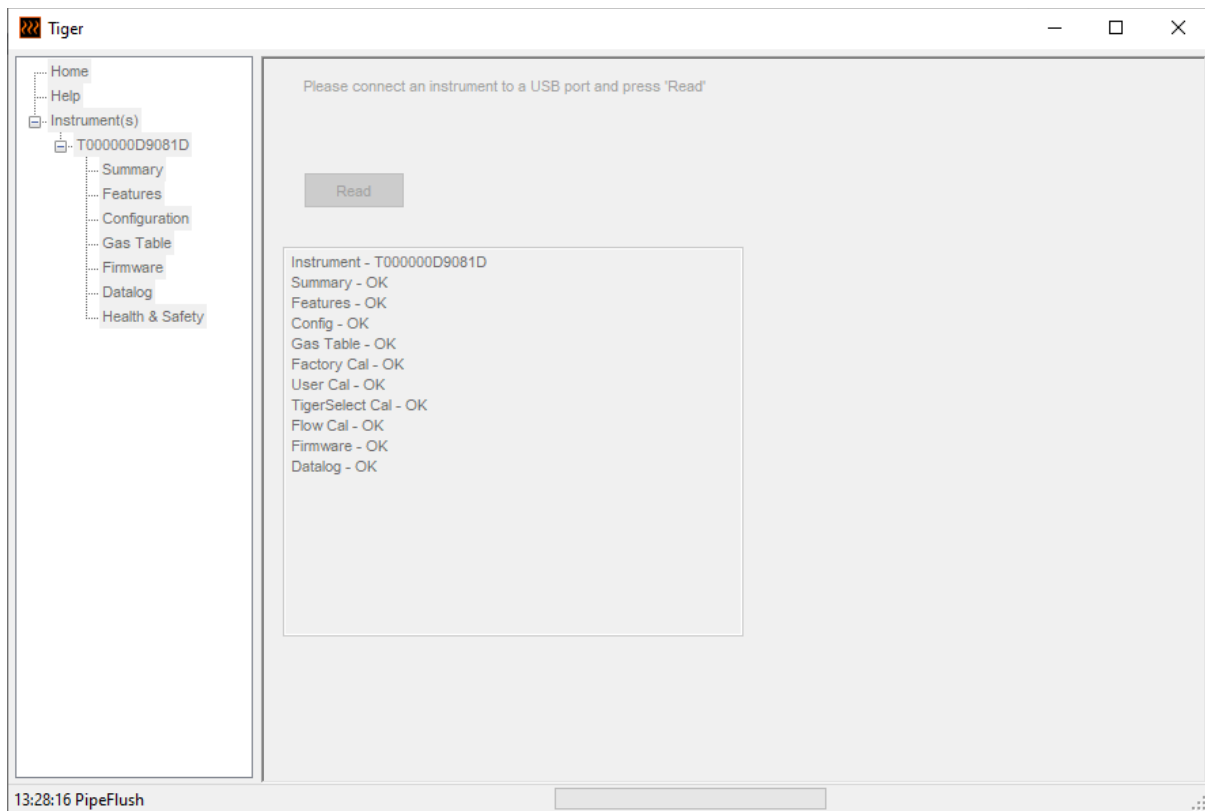 Tiger
Home
Help
Instrument(s)
T000000D9081D
Summary
Features
Configuration
Gas Table
Firmware
Datalog
Health & Safety
Please connect an instrument to a USB port and press 'Read'
Read
Instrument - T000000D9081D
Summary - OK
Features - OK
Config - OK
Gas Table - OK
Factory Cal - OK
User Cal - OK
TigerSelect Cal - OK
Flow Cal - OK
Firmware - OK
Datalog - OK
13:28:16 PipeFlush